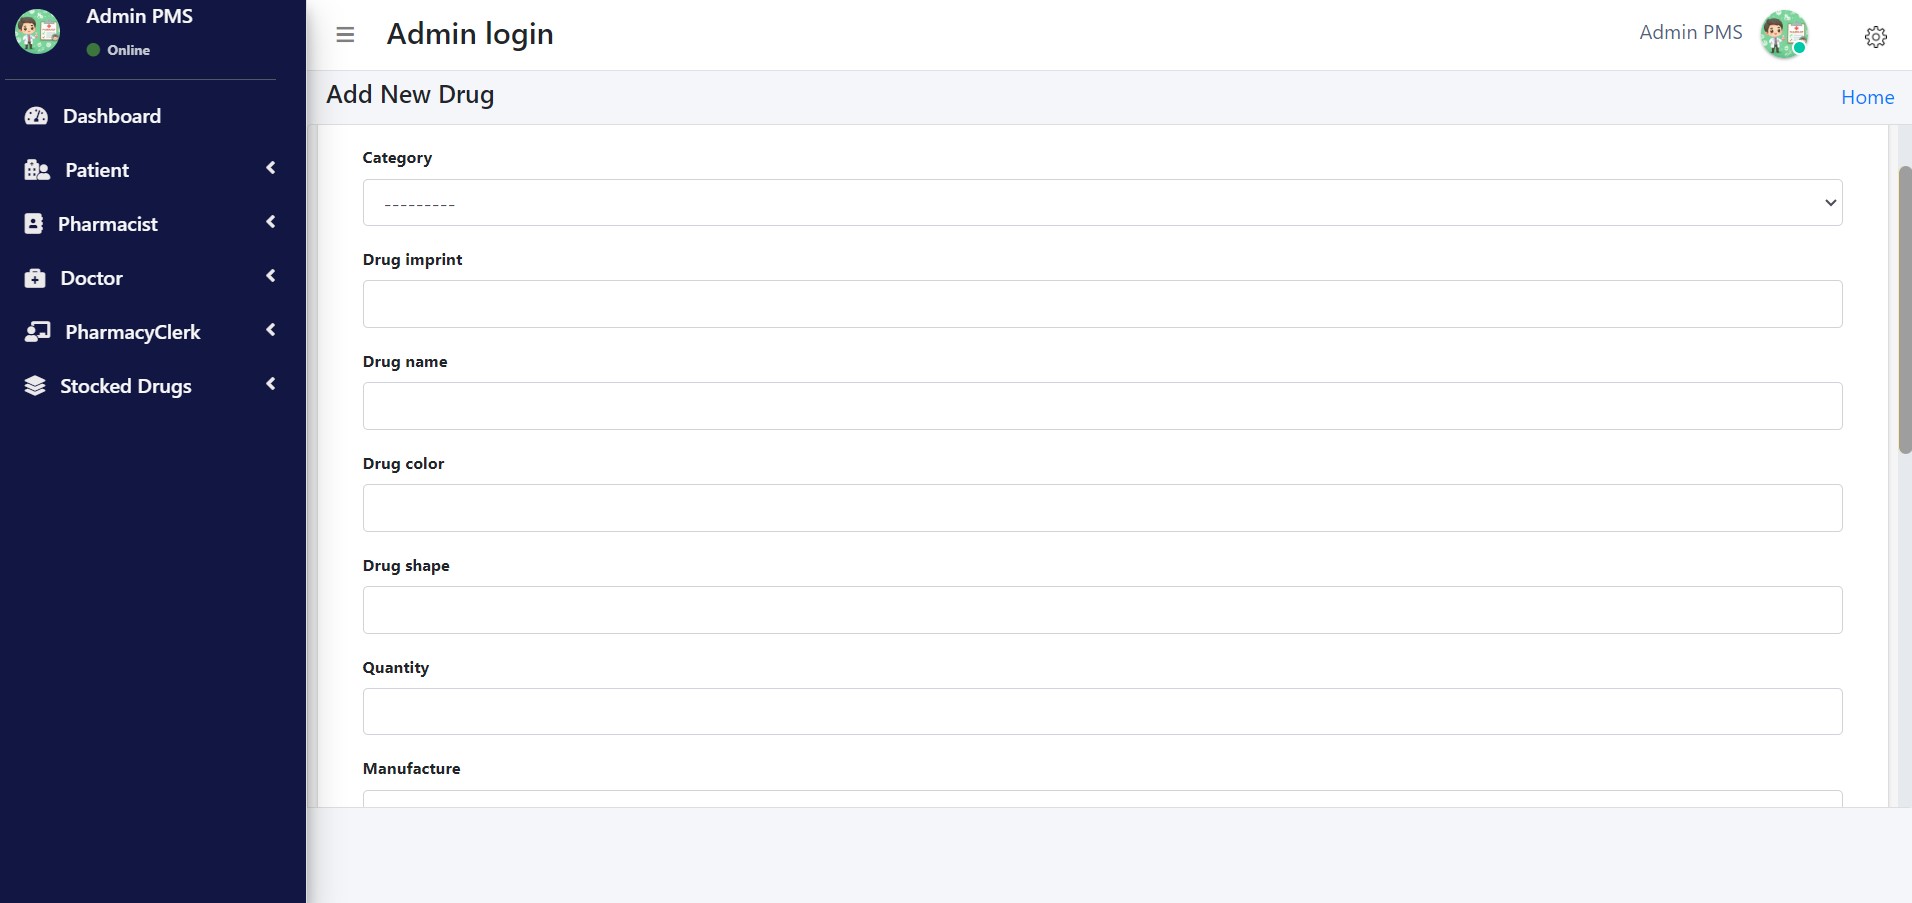 Admin PMS
Online
Dashboard
Patient
Pharmacist
Doctor
PharmacyClerk
Stocked Drugs
Admin login
Admin PMS
Add New Drug
Home
Category
---------
Drug imprint
Drug name
Drug color
Drug shape
Quantity
Manufacture